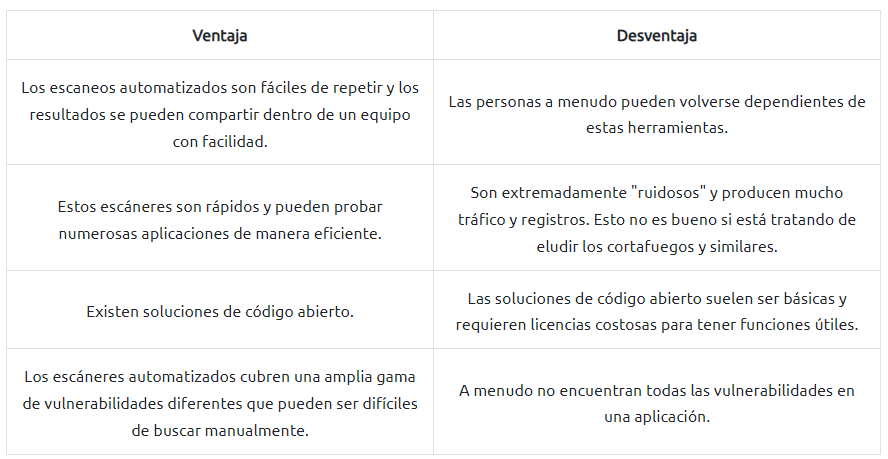 Ventaja
Desventaja
Los escaneos automatizados son fáciles de repetir y los
resultados se pueden compartir dentro de un equipo
con facilidad.
Las personas a menudo pueden volverse dependientes de
estas herramientas.
Estos escáneres son rápidos y pueden probar
numerosas aplicaciones de manera eficiente.
Son extremadamente "ruidosos" y producen mucho
tráfico y registros. Esto no es bueno si está tratando de
eludir los cortafuegos y similares.
Existen soluciones de código abierto.
Las soluciones de código abierto suelen ser básicas y
requieren licencias costosas para tener funciones útiles.
Los escáneres automatizados cubren una amplia gama
de vulnerabilidades diferentes que pueden ser difíciles
de buscar manualmente.
A menudo no encuentran todas las vulnerabilidades en
una aplicación.